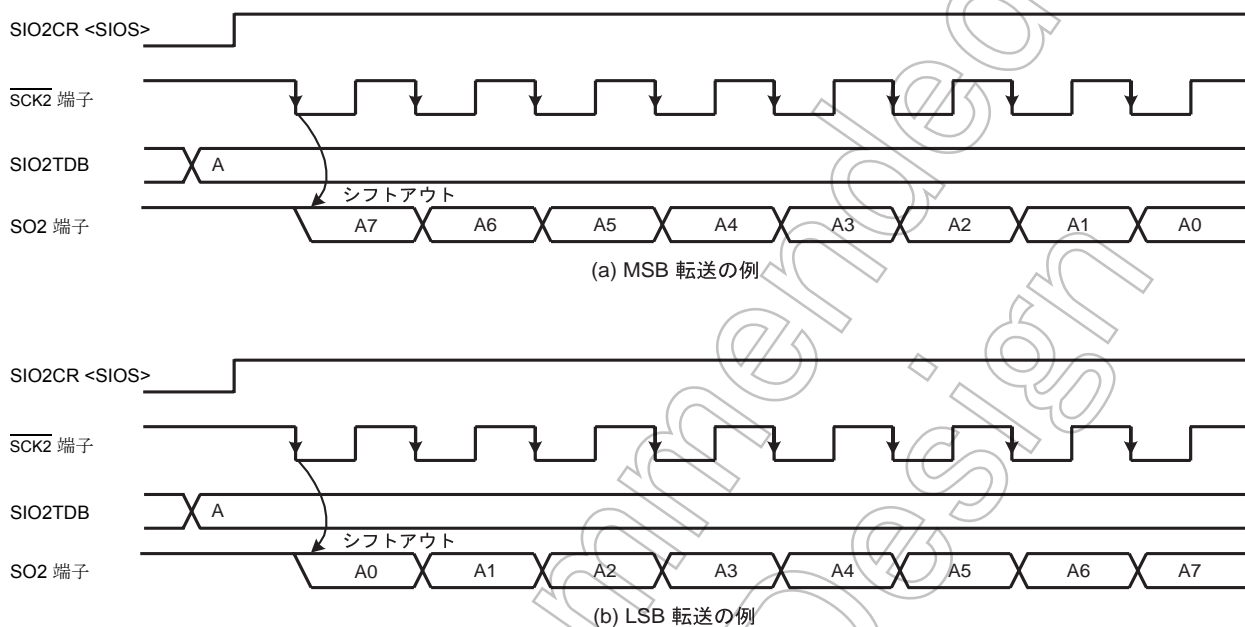 SIO2CR <SIOS>
SCK2 端子
SIO2TDB
A
シフトアウト
SO2 端子
A7 A6 A5 A4 A3 A2 A1 A0
(a) MSB 転送の例
SIO2CR <SIOS>
SCK2 端子
SIO2TDB
A
シフトアウト
SO2 端子
A0 A1 A2 A3 A4 A5 A6 A7
(b) LSB 転送の例